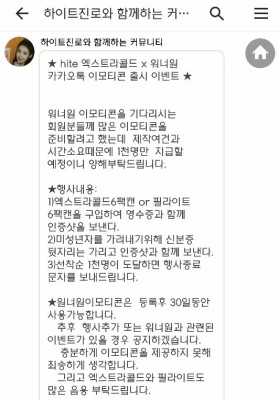 하이트진로와 함께하는 커...
하이트진로와 함께하는 커뮤니티
★ hite 엑스트라콜드 x 워너원
카카오톡 이모티콘 출시 이벤트 ★
워너원 이모티콘을 기다리시는
회원분들께 많은 이모티콘을
준비할려고 했는데  제작여건과
시간소요때문에 1천명만  지급할
예정이니 양해부탁드립니다.
★행사내용:
1)엑스트라콜드6팩캔 or 필라이트
6팩캔을 구입하여 영수증과 함께
인증샷을 보낸다.
2)미성년자를 가려내기위해 신분증
뒷자리는 가리고 인증샷과 함께 보낸다.
3)선착순 1천명이 도달하면 행사종료
문자를 보내드립니다.
★워너원이모티콘은  등록후 30일동안
사용가능합니다.
추후  행사추가 또는 워너원과 관련된
이벤트가 있을 경우 공지하겠습니다.
충분하게 이모티콘을 제공하지 못해
죄송하게 생각합니다.
그리고 엑스트라콜드와 필라이트도
많은 음용 부탁드립니다.